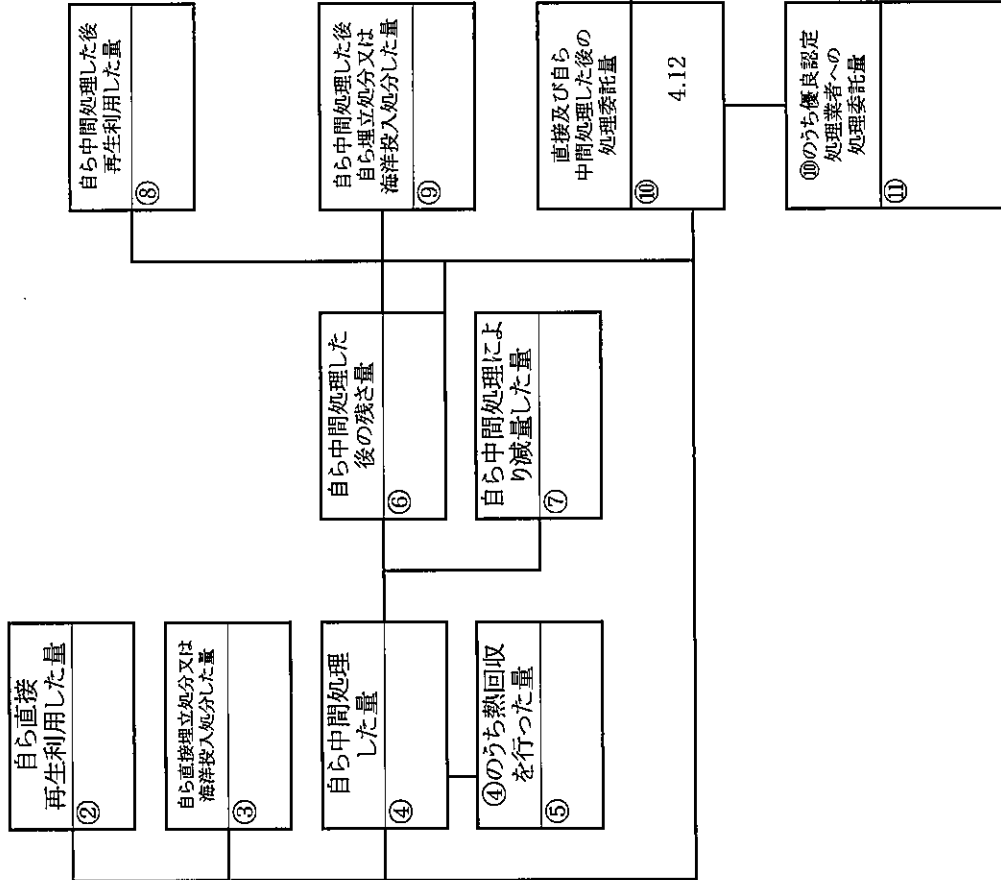 自ら直接
再生利用した量
②
自ら直接埋立処分又は
海洋投入処分した量
③
自ら中間処理
した量
④
④のうち熱回収
を行った量
⑤
自ら中間処理した
後の残さ量
⑥
自ら中間処理によ
り減量した量
⑦
自ら中間処理した後
再生利用した量
⑧
自ら中間処理した後
自ら埋立処分又は
海洋投入処分した量
⑨
直接及び自ら
中間処理した後の
処理委託量
⑩
4.12
⑩のうち優良認定
処理業者への
処理委託量
⑪